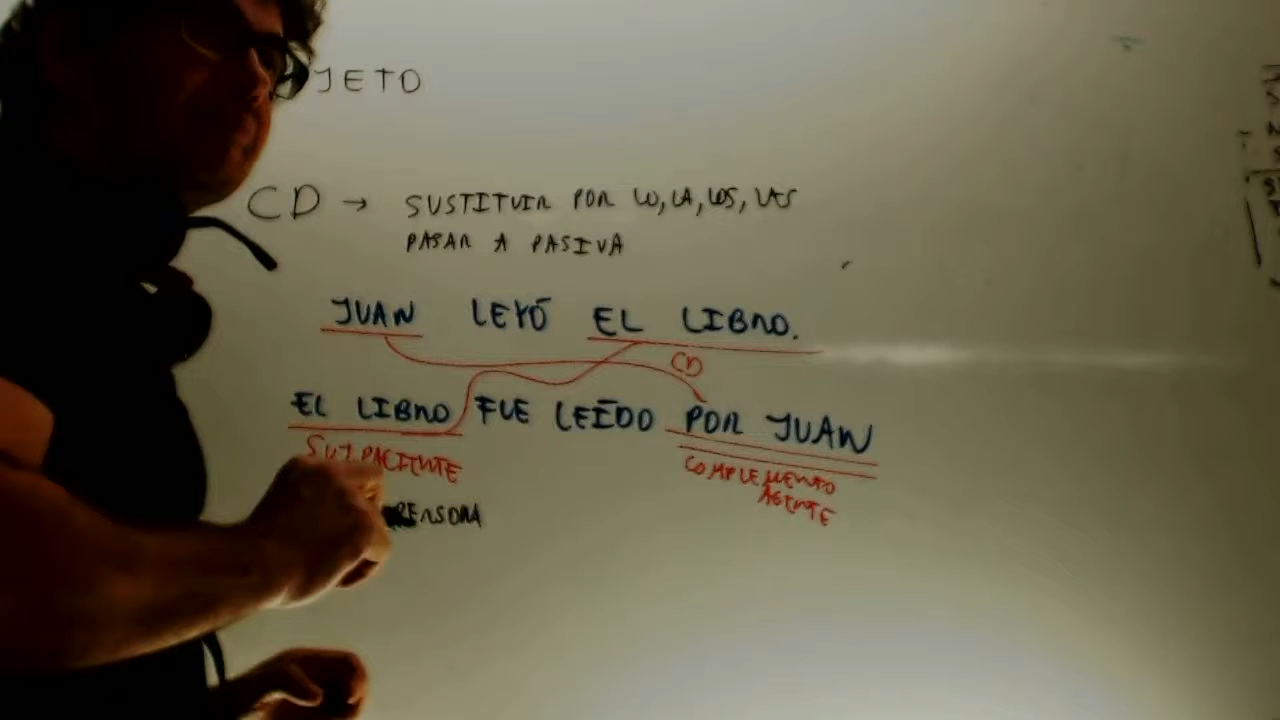 JETO
CD → SUSTITUIR POR LO, LA, LOS, LAS
PASAR A PASIVA
JUAN LEYÓ EL LIBRO.
CD
EL LIBRO FUE LEÍDO POR JUAN
SUJ. PACIENTE
COMPLEMENTO
AGENTE